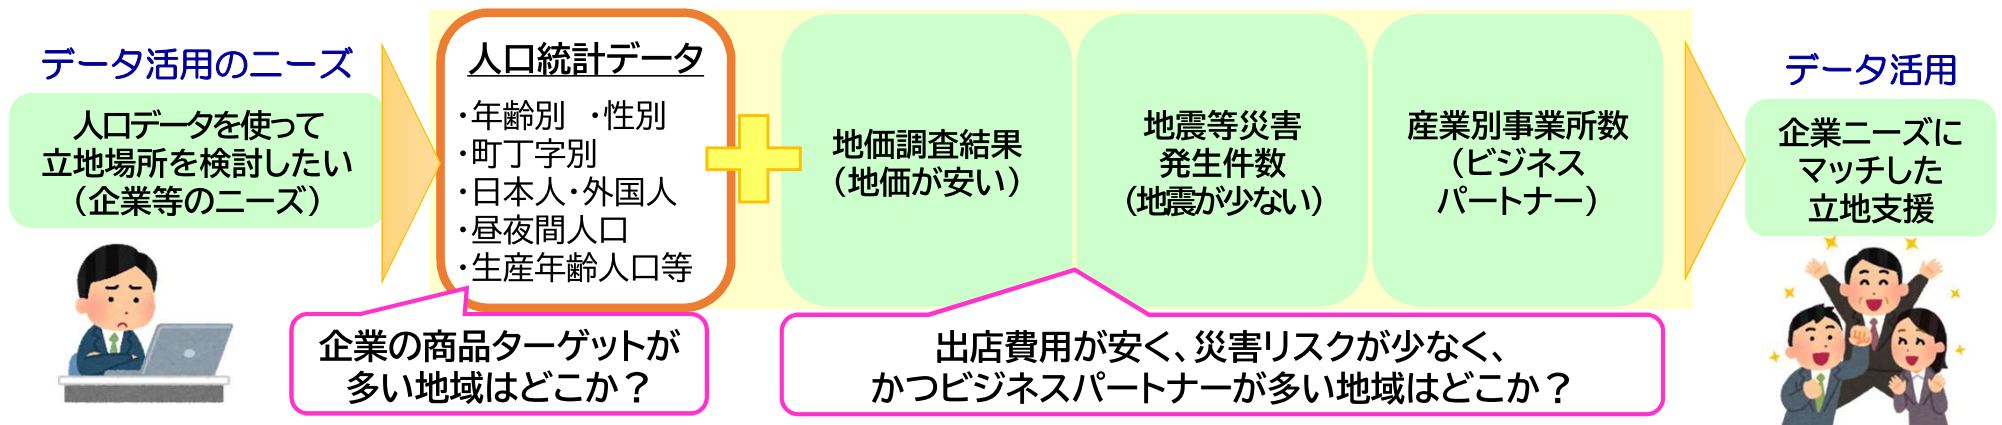 データ活用のニーズ
人口データを使って
立地場所を検討したい
（企業等のニーズ）
人口統計データ
・年齢別　・性別
・町丁字別
・日本人・外国人
・昼夜間人口
・生産年齢人口等
企業の商品ターゲットが
多い地域はどこか？
地価調査結果
（地価が安い）
地震等災害
発生件数
（地震が少ない）
産業別事業所数
（ビジネス
パートナー）
出店費用が安く、災害リスクが少なく、
かつビジネスパートナーが多い地域はどこか？
データ活用
企業ニーズに
マッチした
立地支援